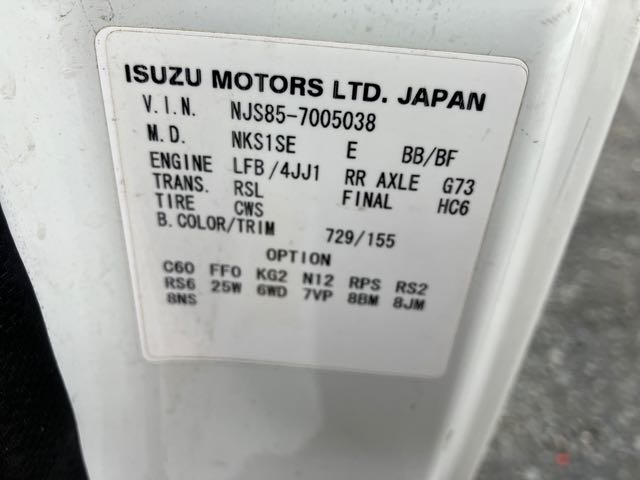 ISUZU MOTORS LTD. JAPAN
V.I.N. NJS85-7005038
M.D. NKS1SE E BB/BF
ENGINE LFB/4JJ1 RR AXLE G73
TRANS. RSL FINAL HC6
TIRE CWS
B.COLOR/TRIM 729/155
OPTION
C60 FF0 KG2 N12 RPS RS2
RS6 25W 6WD 7VP 8BM 8JM
8NS